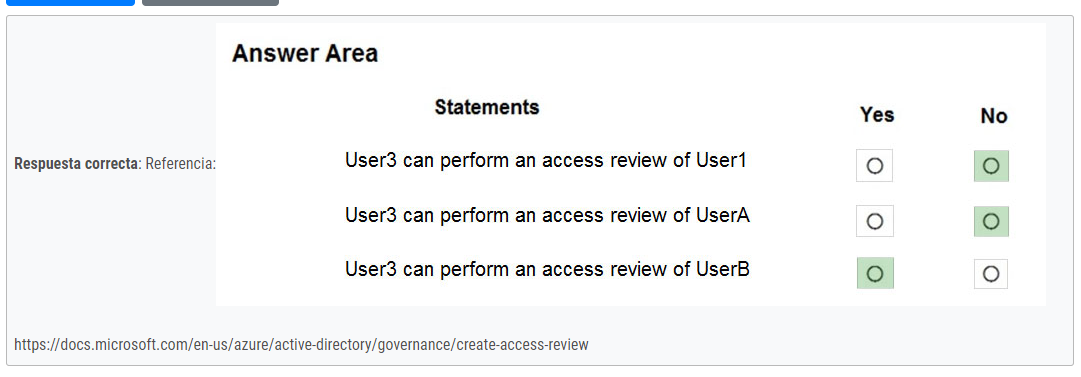 Answer Area
Statements Yes No
Respuesta correcta: Referencia:
User3 can perform an access review of User1
User3 can perform an access review of UserA
User3 can perform an access review of UserB
https://docs.microsoft.com/en-us/azure/active-directory/governance/create-access-review